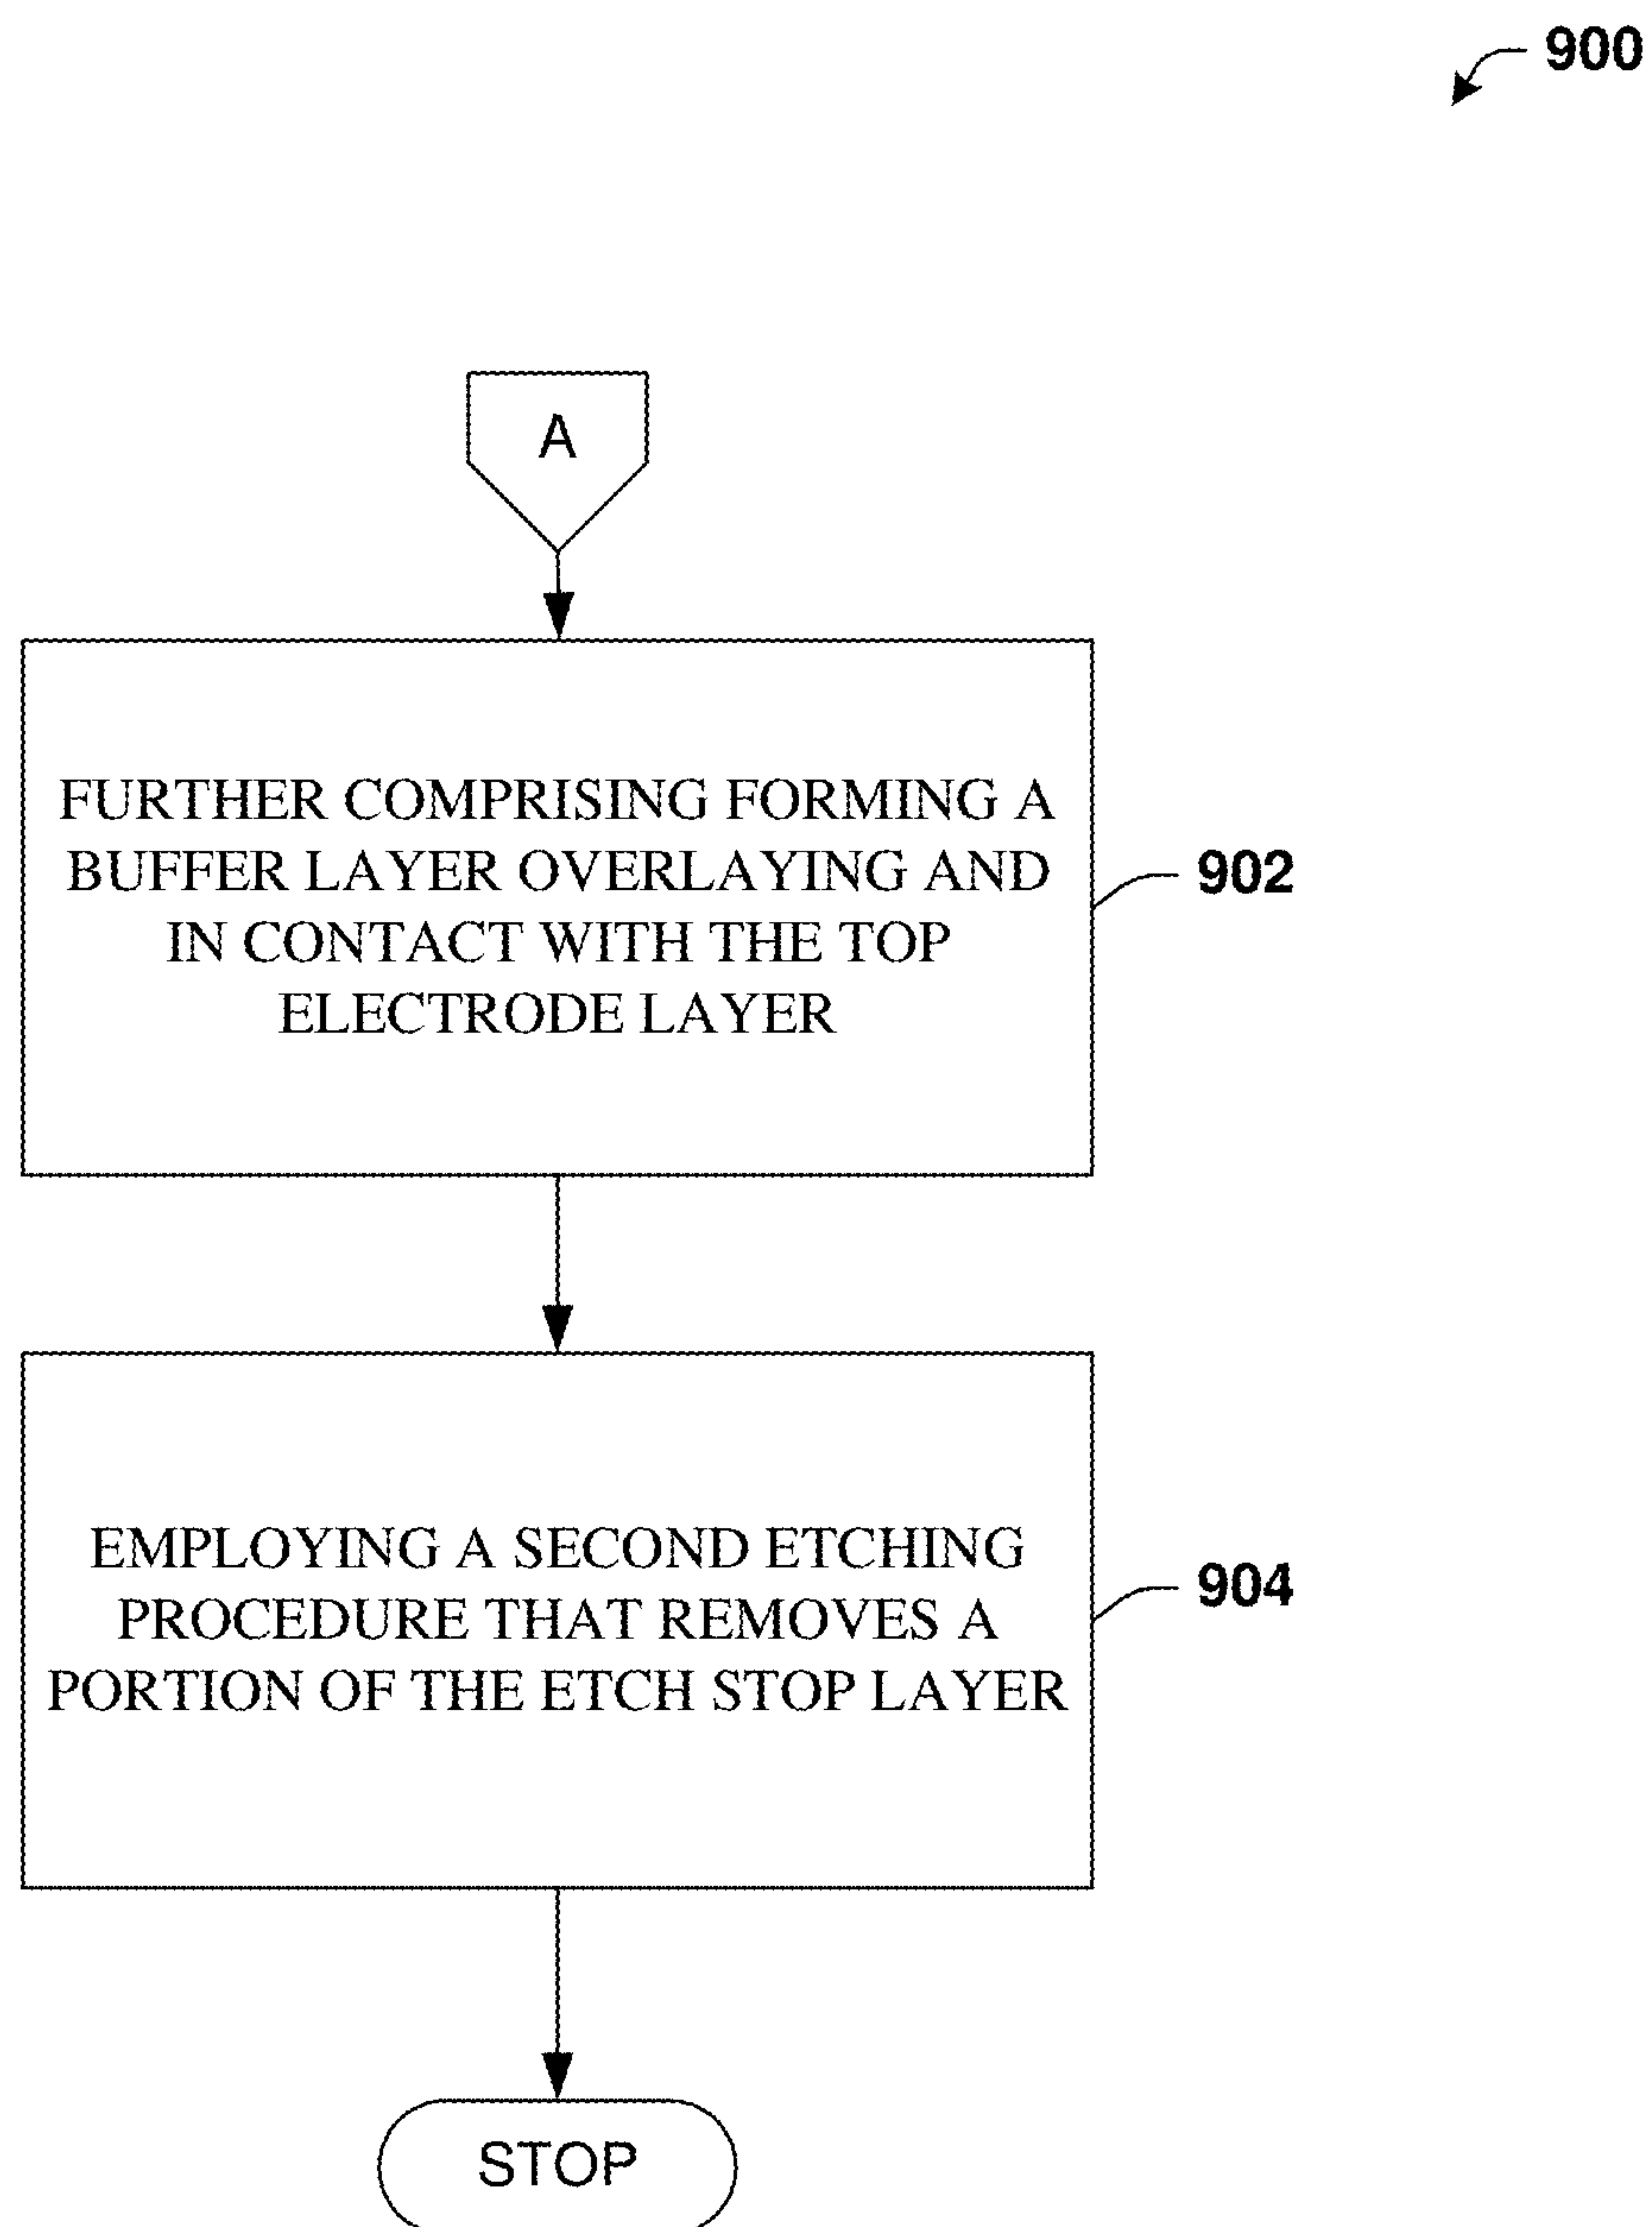 900
A
FURTHER COMPRISING FORMING A
BUFFER LAYER OVERLAYING AND
IN CONTACT WITH THE TOP
ELECTRODE LAYER
902
EMPLOYING A SECOND ETCHING
PROCEDURE THAT REMOVES A
PORTION OF THE ETCH STOP LAYER
904
STOP